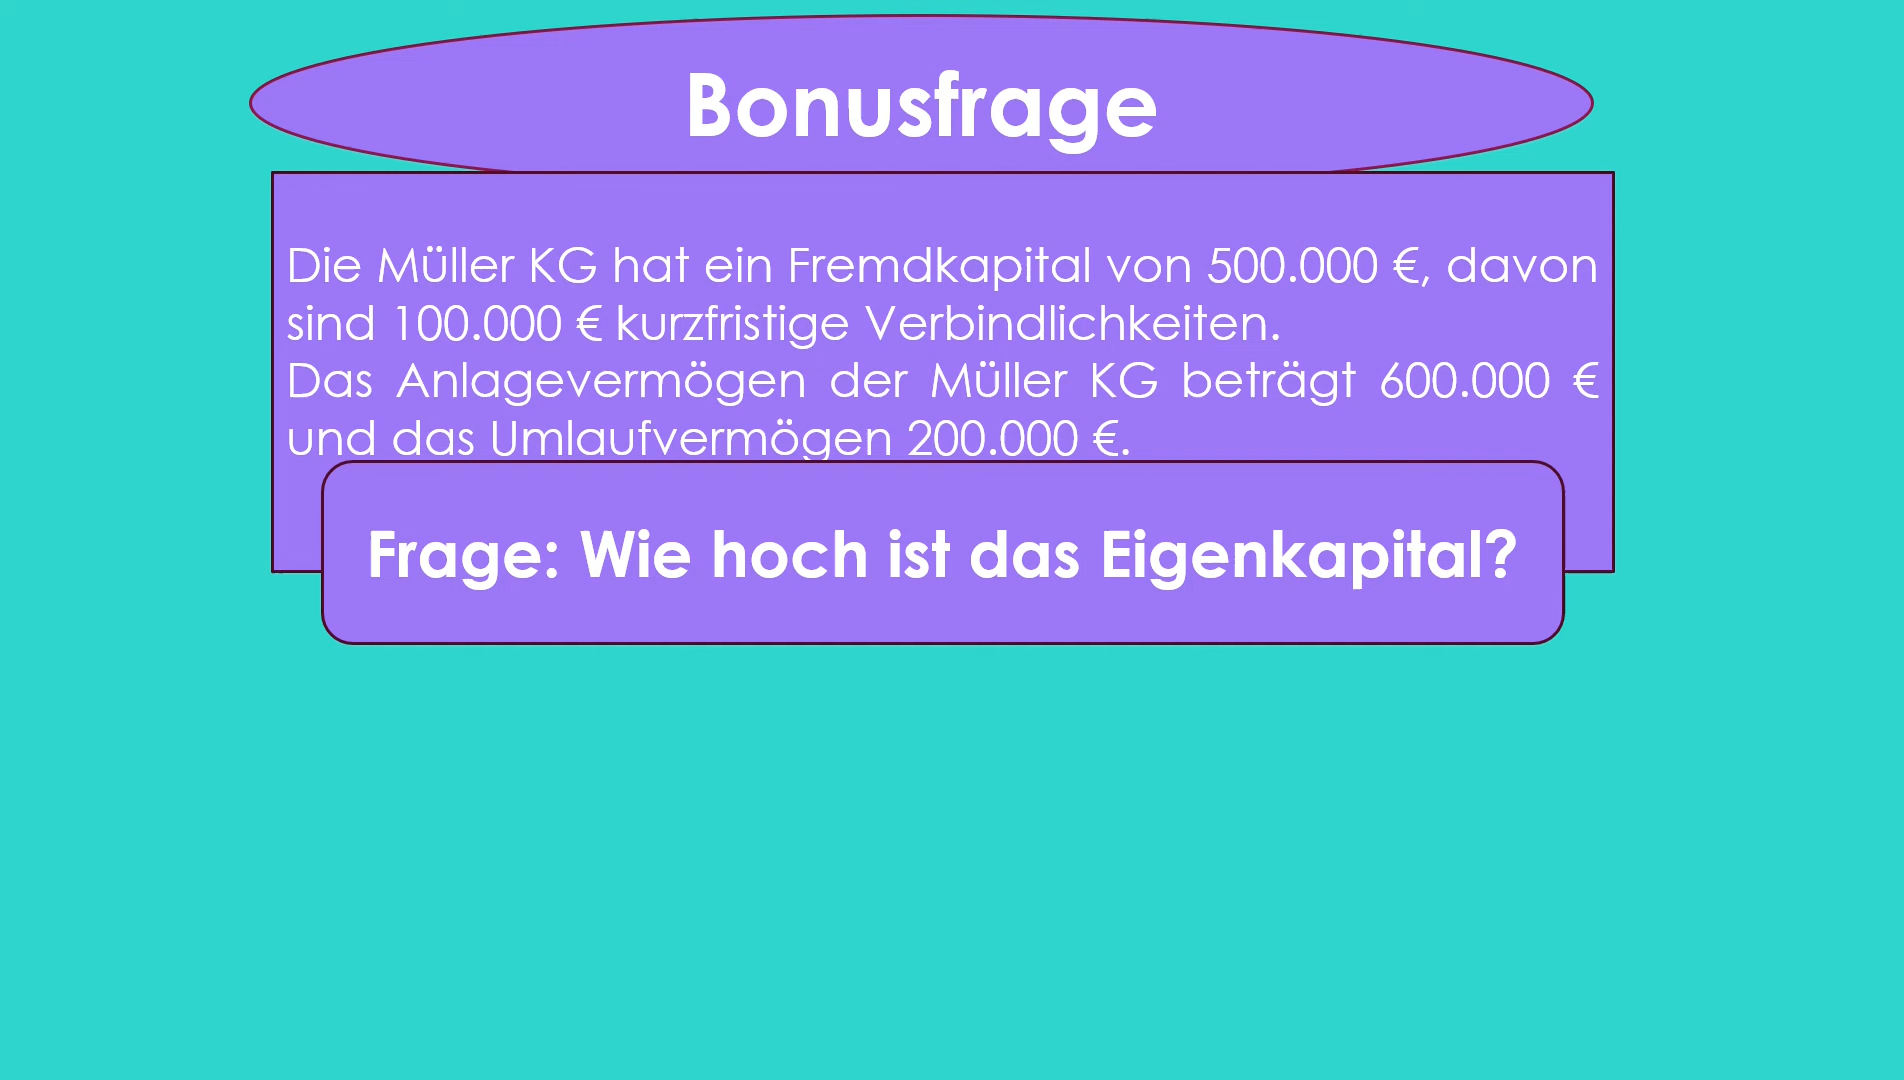 Bonusfrage
Die Müller KG hat ein Fremdkapital von 500.000 €, davon
sind 100.000 € kurzfristige Verbindlichkeiten.
Das Anlagevermögen der Müller KG beträgt 600.000 €
und das Umlaufvermögen 200.000 €.
Frage: Wie hoch ist das Eigenkapital?